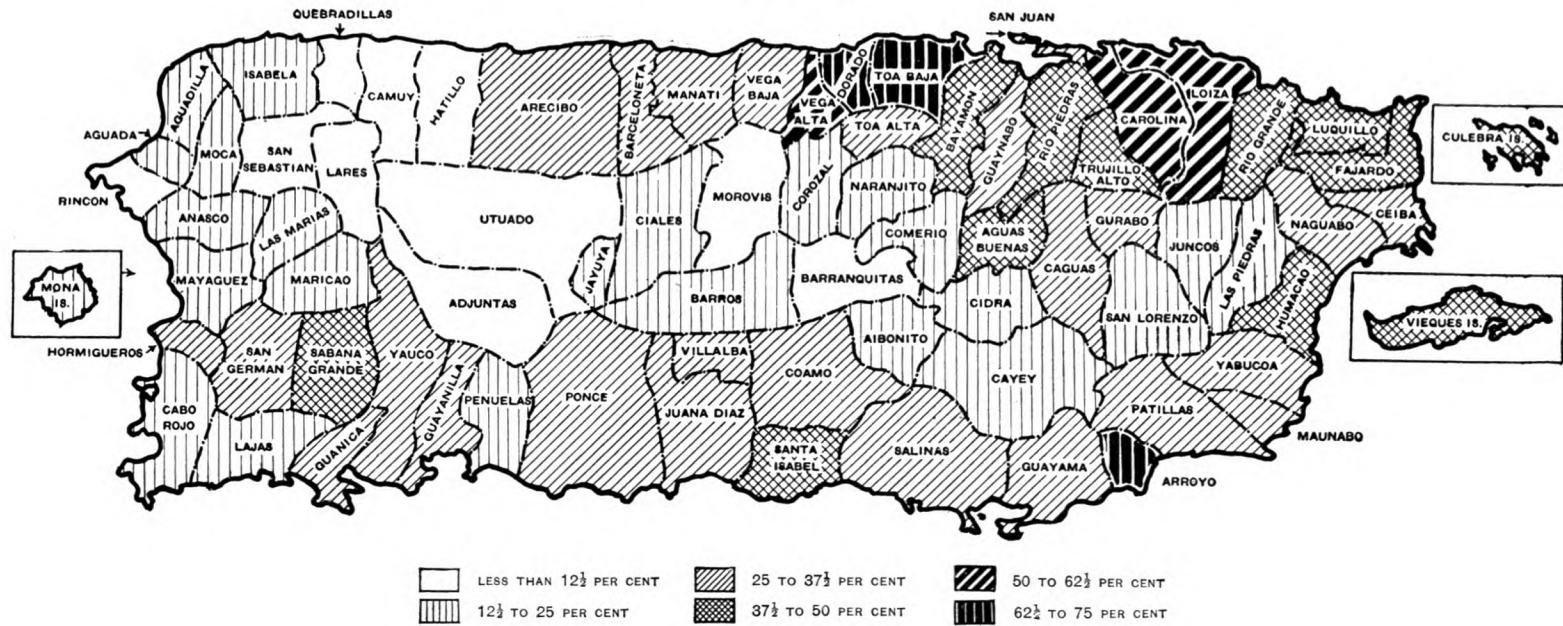 QUEBRADILLAS
SAN JUAN
AGUADILLA
ISABELA
CAMUY
HATILLO
ARECIBO
BARCELONETA
MANATI
VEGA
BAJA
VEGA
ALTA
DORADO
TOA BAJA
TOA ALTA
BAYAMON
GUAYNABO
RIO PIEDRAS
TRUJILLO
ALTO
CAROLINA
LOIZA
RIO GRANDE
LUQUILLO
FAJARDO
CULEBRA IS.
AGUADA
MOCA
SAN
SEBASTIAN
LARES
RINCON
ANASCO
LAS MARIAS
UTUADO
CIALES
MOROVIS
COROZAL
NARANJITO
COMERIO
AGUAS
BUENAS
CAGUAS
GURABO
JUNCOS
LAS PIEDRAS
NAGUABO
CEIBA
HUMACAO
MONA
IS.
MAYAGUEZ
MARICAO
ADJUNTAS
JAYUYA
BARROS
BARRANQUITAS
CIDRA
SAN LORENZO
VIEQUES IS.
HORMIGUEROS
SAN
GERMAN
SABANA
GRANDE
YAUCO
GUAYANILLA
PENUELAS
PONCE
VILLALBA
JUANA DIAZ
COAMO
AIBONITO
CAYEY
YABUCOA
PATILLAS
MAUNABO
CABO
ROJO
LAJAS
GUANICA
SANTA
ISABEL
SALINAS
GUAYAMA
ARROYO
LESS THAN 12½ PER CENT
25 TO 37½ PER CENT
50 TO 62½ PER CENT
12½ TO 25 PER CENT
37½ TO 50 PER CENT
62½ TO 75 PER CENT